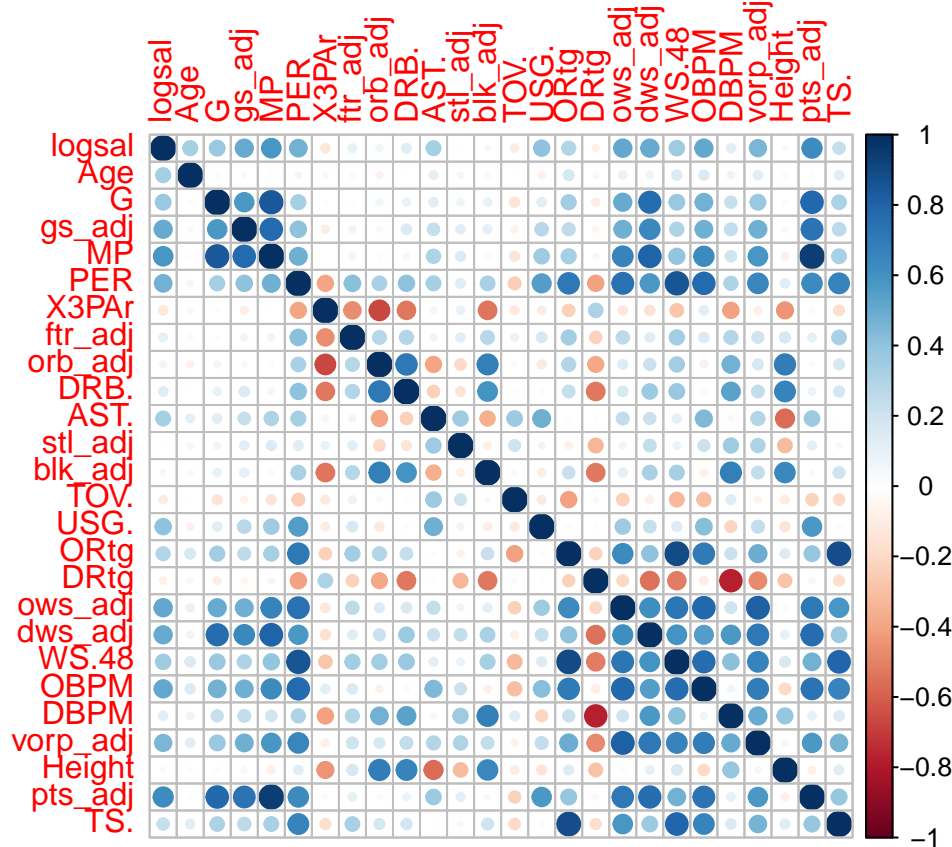 logsal
Age
G
gs_adj
MP
PER
X3PAr
ftr_adj
orb_adj
DRB.
AST.
stl_adj
blk_adj
TOV.
USG.
ORtg
DRtg
ows_adj
dws_adj
WS.48
OBPM
DBPM
vorp_adj
Height
pts_adj
TS.
logsal
Age
G
gs_adj
MP
PER
X3PAr
ftr_adj
orb_adj
DRB.
AST.
stl_adj
blk_adj
TOV.
USG.
ORtg
DRtg
ows_adj
dws_adj
WS.48
OBPM
DBPM
vorp_adj
Height
pts_adj
TS.
1
0.8
0.6
0.4
0.2
0
−0.2
−0.4
−0.6
−0.8
−1